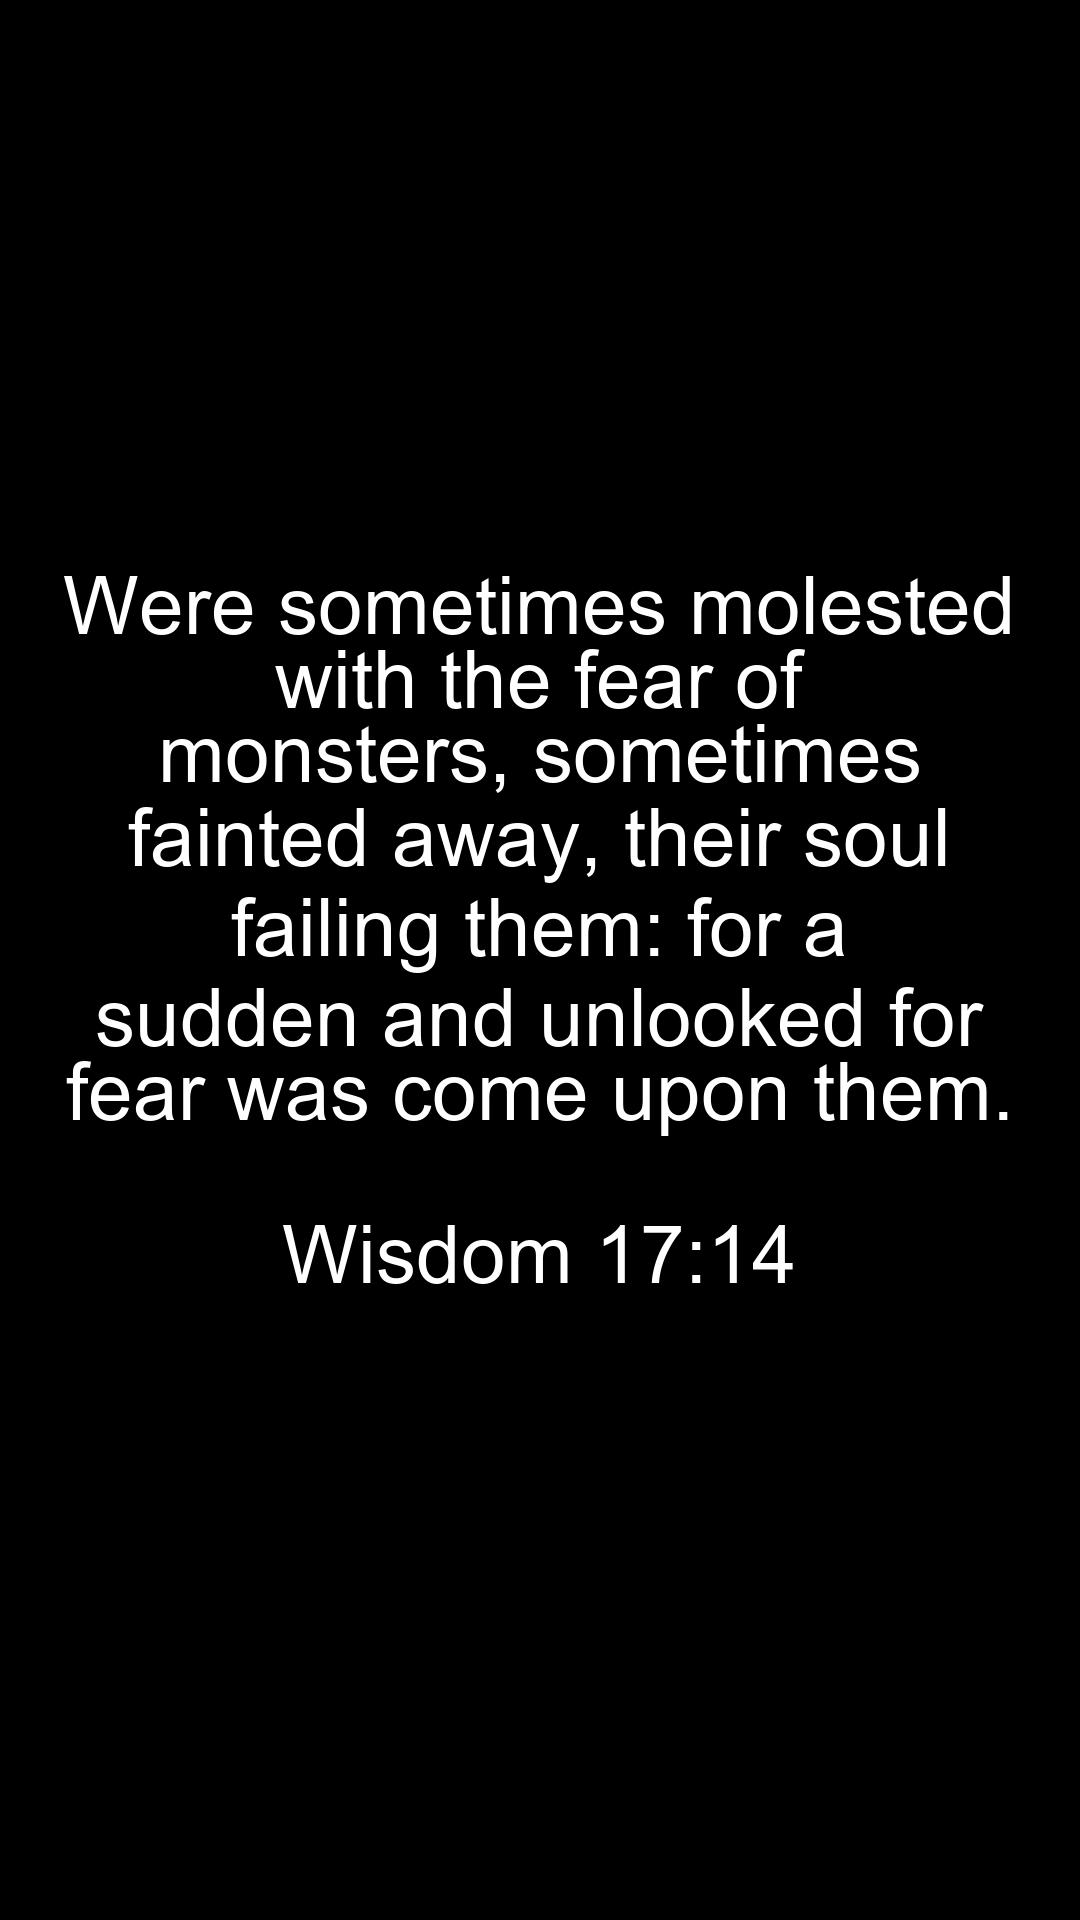 Were sometimes molested
with the fear of
monsters, sometimes
fainted away, their soul
failing them: for a
sudden and unlooked for
fear was come upon them.
Wisdom 17:14